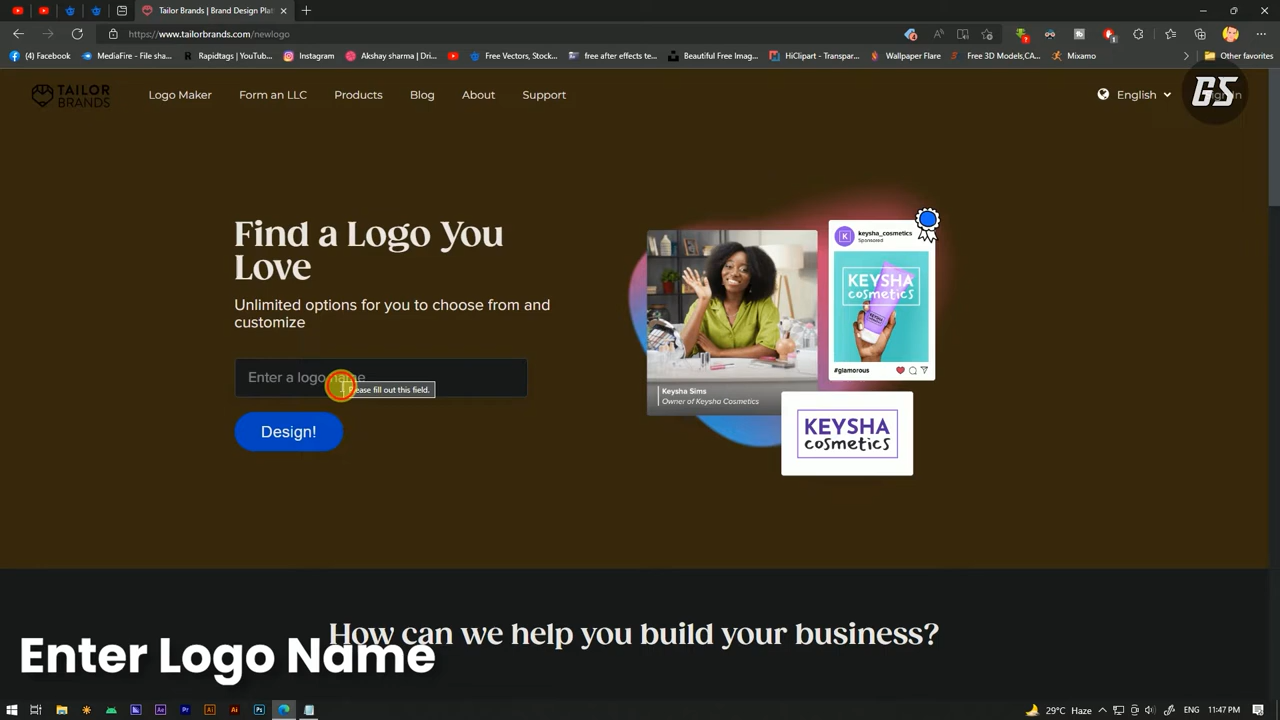 Tailor Brands | Brand Design Plat
https://www.tailorbrands.com/newlogo
(4) Facebook
MediaFire - File sha...
Rapidtags | YouTub...
Instagram
Akshay sharma | Dri...
Free Vectors, Stock...
free after effects te...
Beautiful Free Imag...
HiClipart - Transpar...
Wallpaper Flare
Free 3D Models,CA...
Mixamo
Other favorites
TAILOR
BRANDS
Logo Maker
Form an LLC
Products
Blog
About
Support
English
GS
Find a Logo You
Love
Unlimited options for you to choose from and
customize
Enter a logo name
Please fill out this field.
Design!
keysha_cosmetics
Sponsored
KEYSHA
cosmetics
#glamorous
Keysha Sims
Owner of Keysha Cosmetics
KEYSHA
cosmetics
How can we help you build your business?
Enter Logo Name
29°C Haze
ENG
11:47 PM